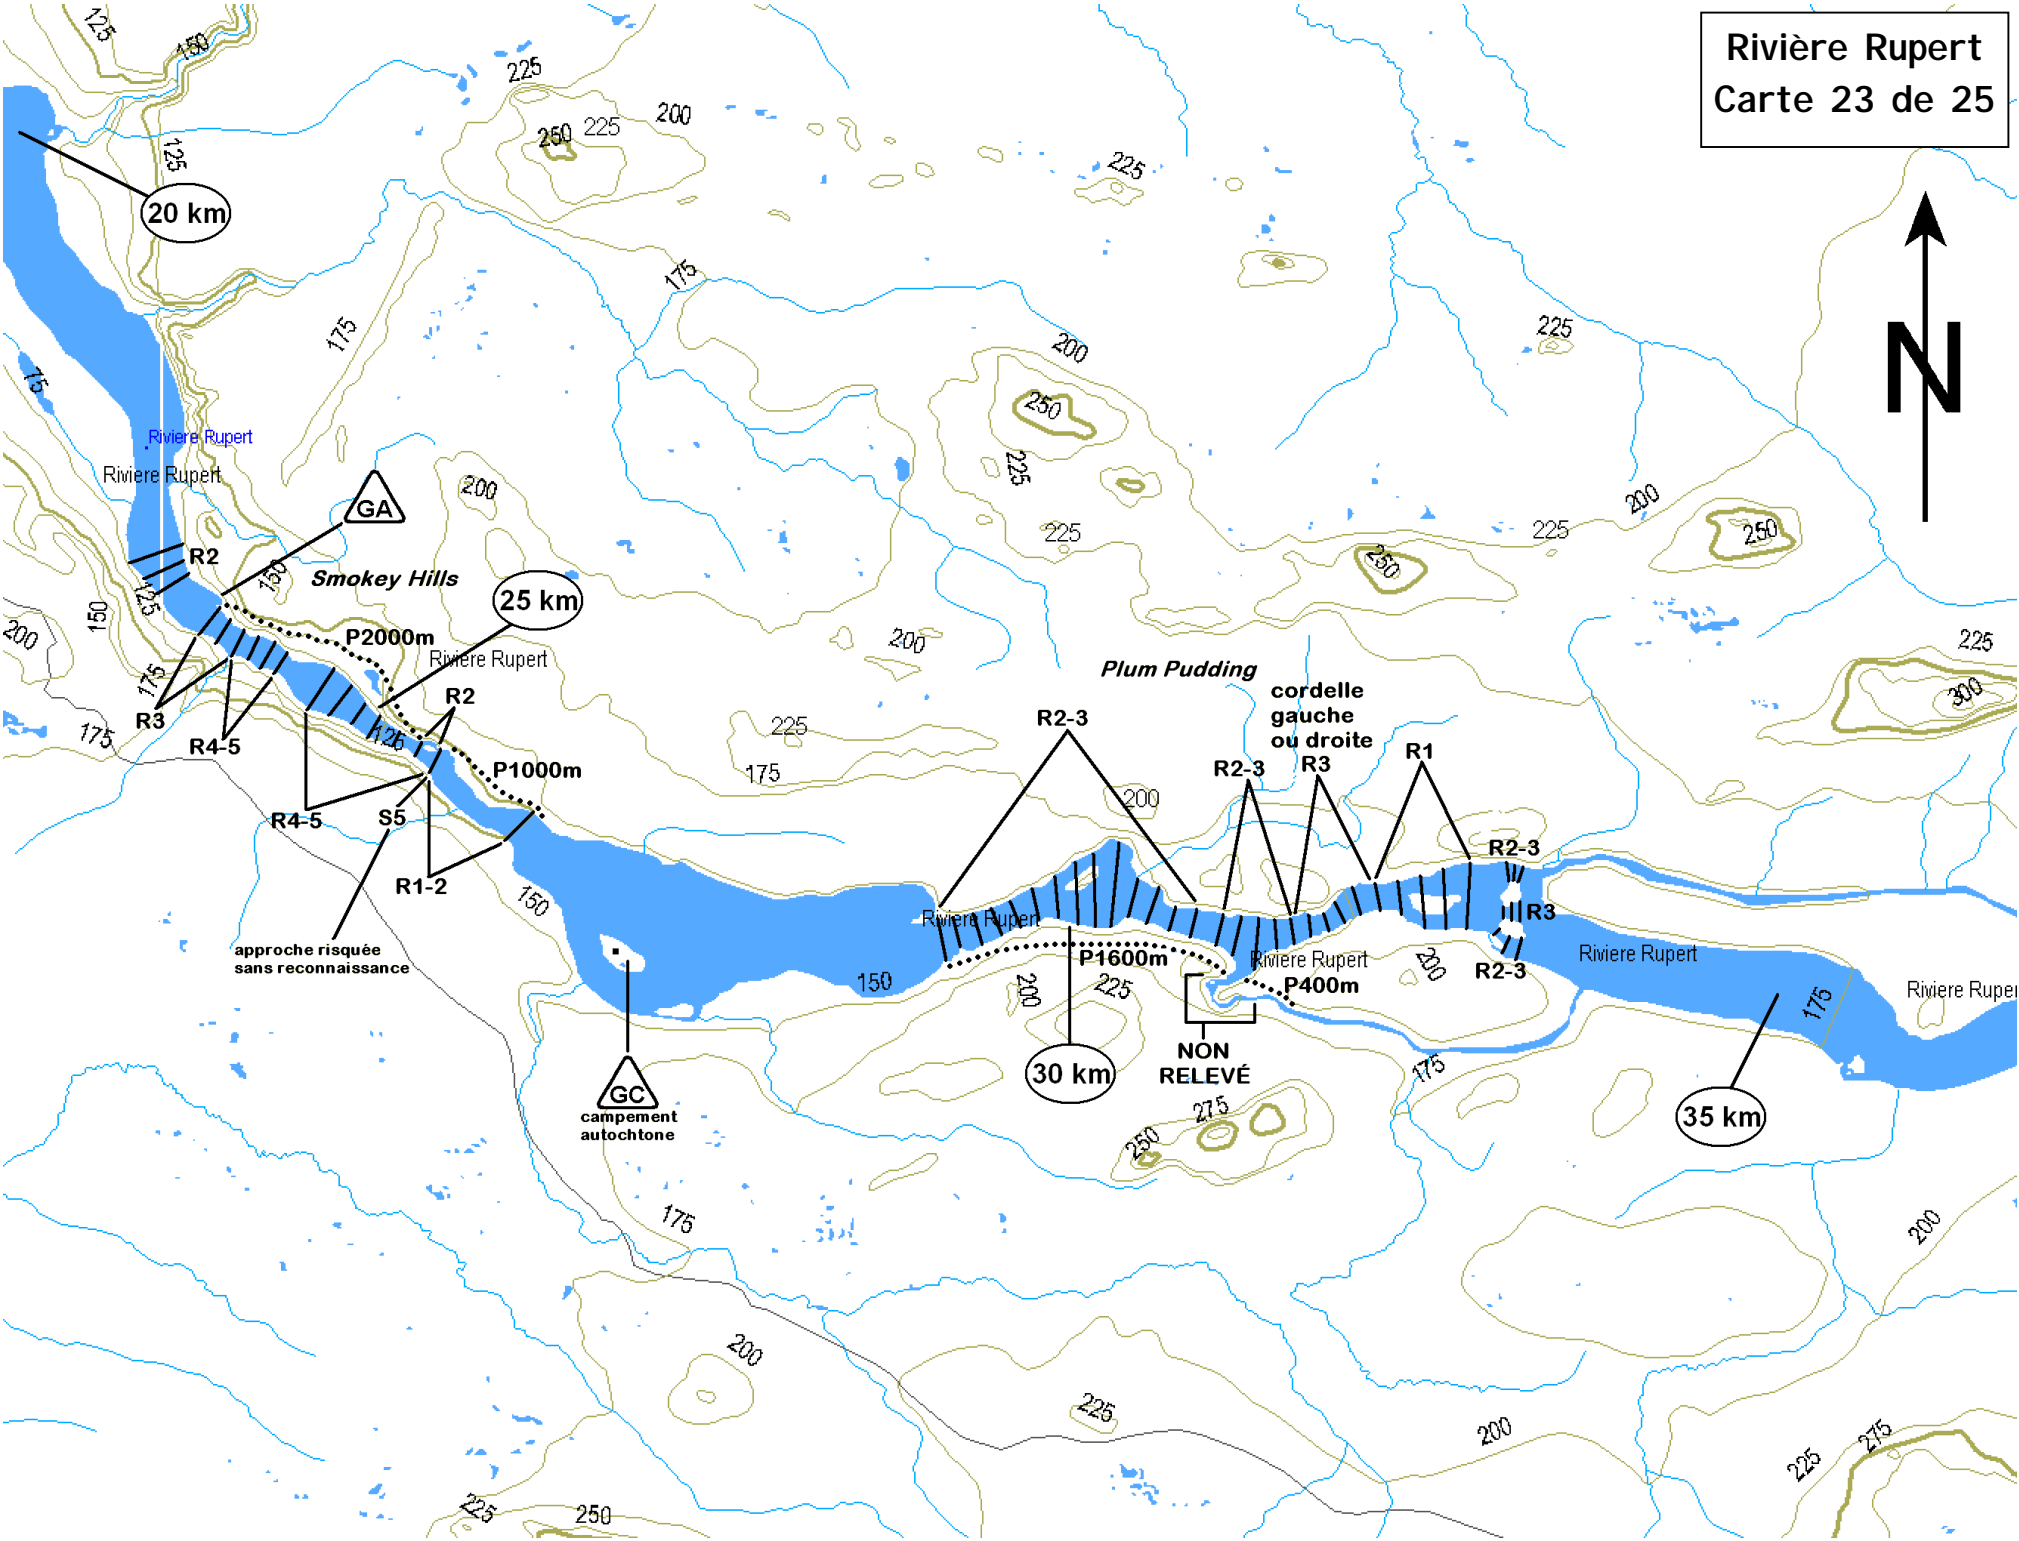 Rivière Rupert
Carte 23 de 25
125
150
225
200
250
225
225
125
20 km
175
175
200
225
75
250
Riviere Rupert
Riviere Rupert
GA
200
225
225
200
225
250
250
R2
Smokey Hills
150
25 km
125
150
200
P2000m
Riviere Rupert
200
225
Plum Pudding
cordelle
gauche
ou droite
175
R3
R2
300
R4-5
175
126
225
R2-3
R1
P1000m
175
R2-3
R3
200
R4-5
S5
R2-3
R1-2
150
Riviere Rupert
R3
approche risquée
sans reconnaissance
P1600m
Riviere Rupert
200
R2-3
Riviere Rupert
150
200
225
P400m
175
Riviere Ruper
NON
RELEVÉ
30 km
175
GC
campement
autochtone
275
250
35 km
175
200
200
225
200
225
275
225
250